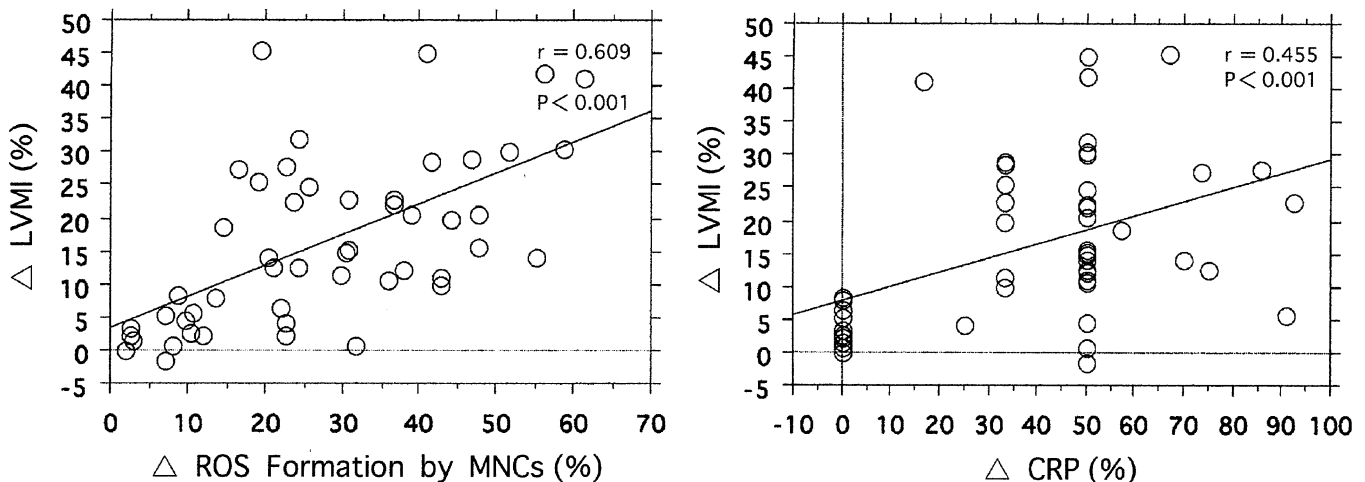 50
45
40
35
30
25
20
15
10
5
0
-5
△ LVMI (%)
r = 0.609
P< 0.001
0 10 20 30 40 50 60 70
△ ROS Formation by MNCs (%)
50
45
40
35
30
25
20
15
10
5
0
-5
△ LVMI (%)
r = 0.455
P< 0.001
-10 0 10 20 30 40 50 60 70 80 90 100
△ CRP (%)